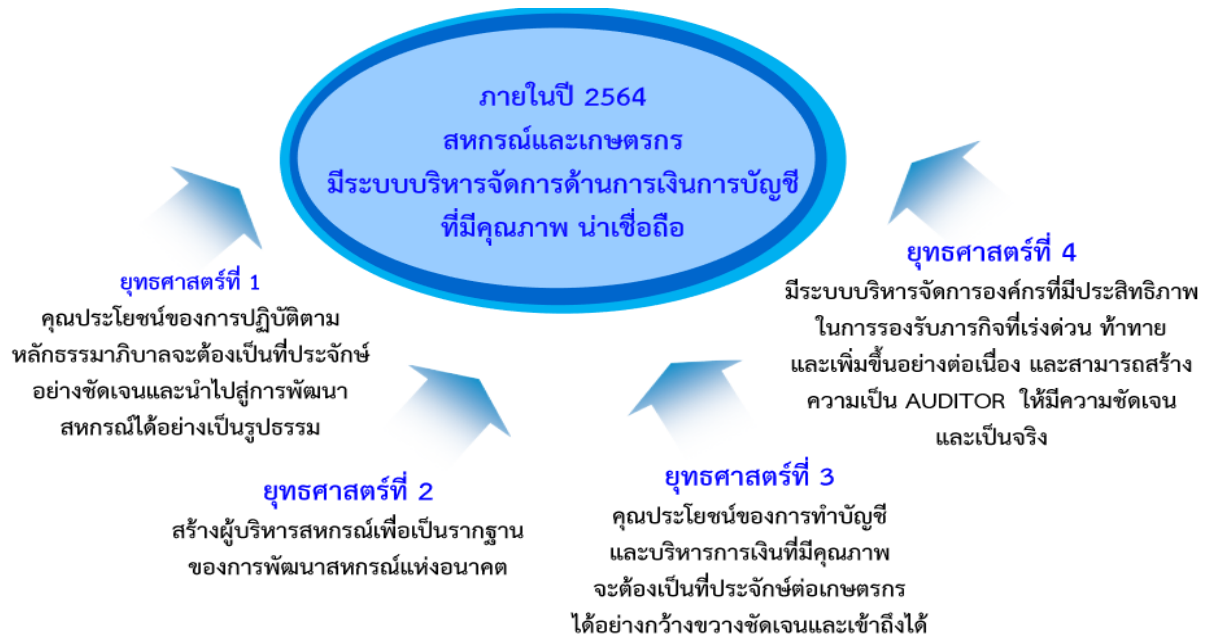 ภายในปี 2564
สหกรณ์และเกษตรกร
มีระบบบริหารจัดการด้านการเงินการบัญชี
ที่มีคุณภาพ น่าเชื่อถือ
ยุทธศาสตร์ที่ 1
คุณประโยชน์ของการปฏิบัติตาม
หลักธรรมาภิบาลจะต้องเป็นที่ประจักษ์
อย่างชัดเจนและนำไปสู่การพัฒนา
สหกรณ์ได้อย่างเป็นรูปธรรม
ยุทธศาสตร์ที่ 2
สร้างผู้บริหารสหกรณ์เพื่อเป็นรากฐาน
ของการพัฒนาสหกรณ์แห่งอนาคต
ยุทธศาสตร์ที่ 3
คุณประโยชน์ของการทำบัญชี
และบริหารการเงินที่มีคุณภาพ
จะต้องเป็นที่ประจักษ์ต่อเกษตรกร
ได้อย่างกว้างขวางชัดเจนและเข้าถึงได้
ยุทธศาสตร์ที่ 4
มีระบบบริหารจัดการองค์กรที่มีประสิทธิภาพ
ในการรองรับภารกิจที่เร่งด่วน ท้าทาย
และเพิ่มขึ้นอย่างต่อเนื่อง และสามารถสร้าง
ความเป็น AUDITOR ให้มีความชัดเจน
และเป็นจริง